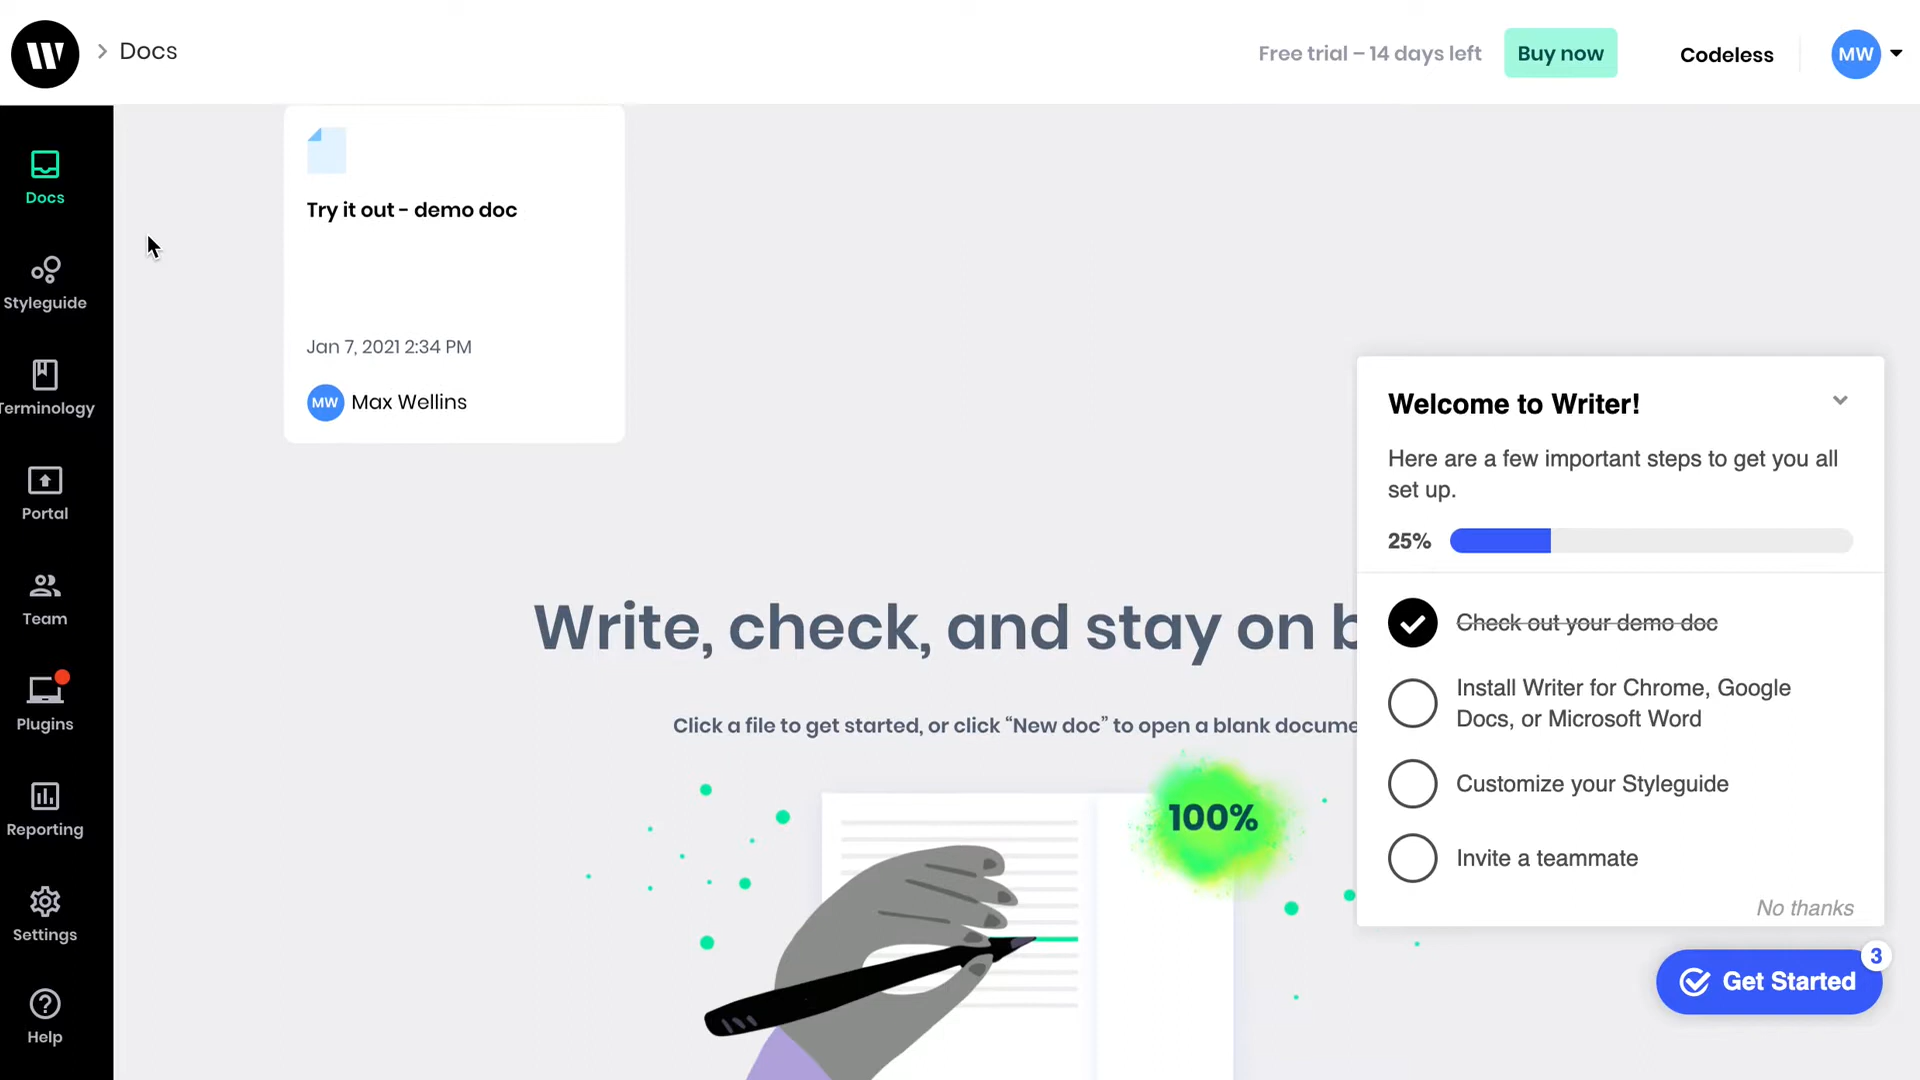 Docs
Free trial – 14 days left
Buy now
Codeless
MW
Docs
Styleguide
Terminology
Portal
Team
Plugins
Reporting
Settings
Help
Try it out - demo doc
Jan 7, 2021 2:34 PM
MW Max Wellins
Write, check, and stay on
Click a file to get started, or click “New doc” to open a blank
100%
Welcome to Writer!
Here are a few important steps to get you all
set up.
25%
Check out your demo doc
Install Writer for Chrome, Google
Docs, or Microsoft Word
Customize your Styleguide
Invite a teammate
No thanks
3
Get Started